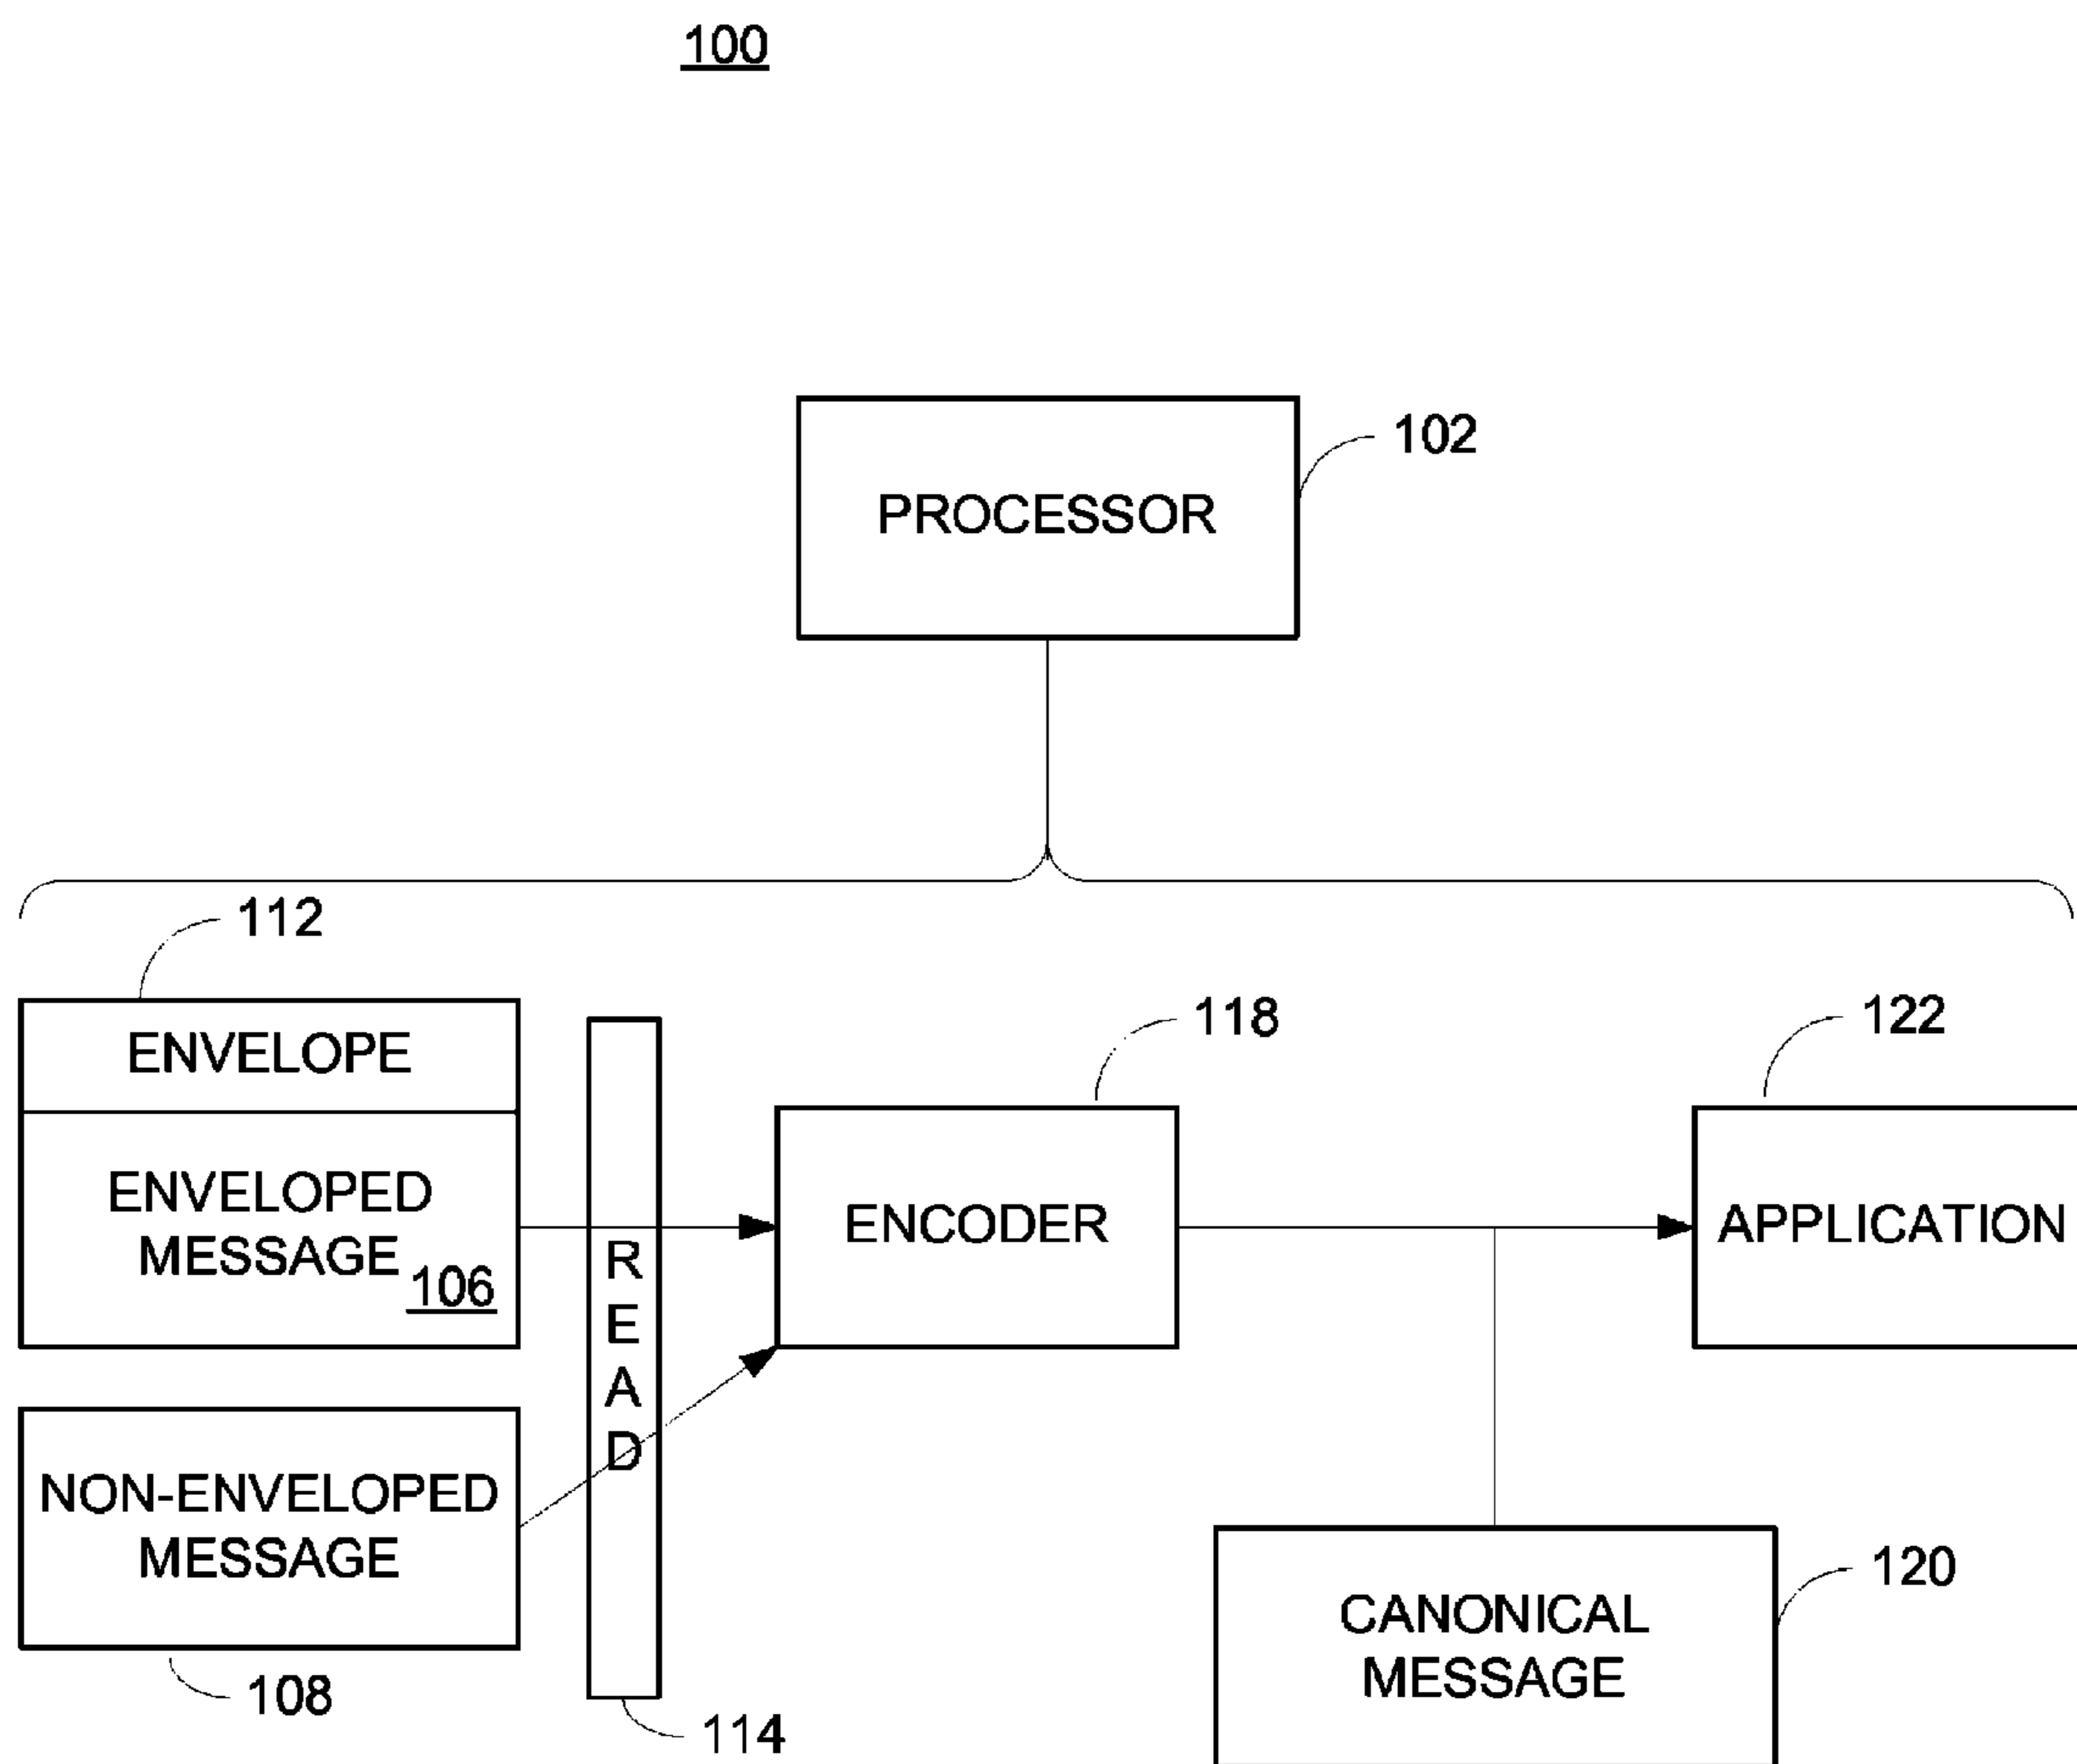 100
PROCESSOR
102
112
ENVELOPE
ENVELOPED
MESSAGE
106
READ
118
ENCODER
122
APPLICATION
NON-ENVELOPED
MESSAGE
108
114
CANONICAL
MESSAGE
120